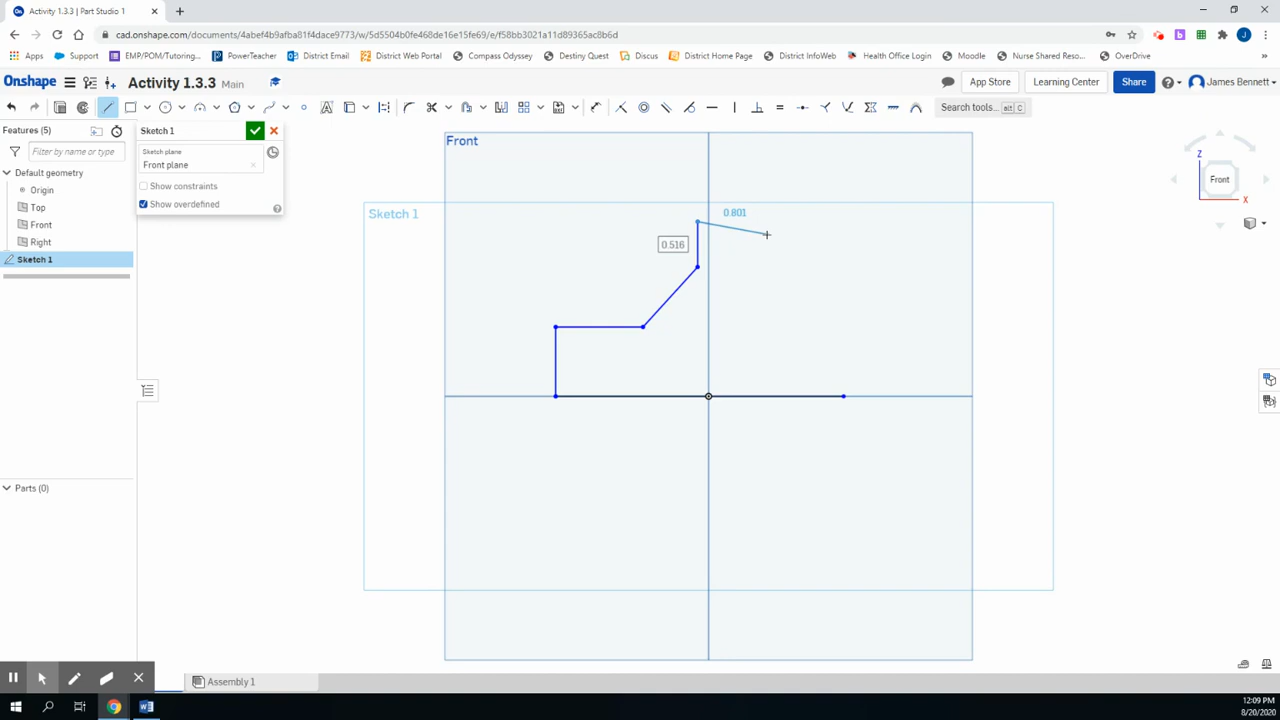 Activity 1.3.3 | Part Studio 1
cad.onshape.com/documents/4abef4b9afba81f4dace9773/w/5d5504b0fe468de16e15fe69/e/f58bb3021a11d89365ac8b6d
Apps Support EMP/POM/Tutoring... PowerTeacher District Email District Web Portal Compass Odyssey Destiny Quest Discus District Home Page District InfoWeb Health Office Login Moodle Nurse Shared Reso... OverDrive
Onshape Activity 1.3.3 Main App Store Learning Center Share James Bennett
Search tools... alt C
Features (5)
Filter by name or type
Default geometry
Origin
Top
Front
Right
Sketch 1
Parts (0)
Sketch 1
Sketch plane
Front plane
Show constraints
Show overdefined
Front
Sketch 1
0.801
0.516
Z
Front
X
Assembly 1
12:09 PM
8/20/2020